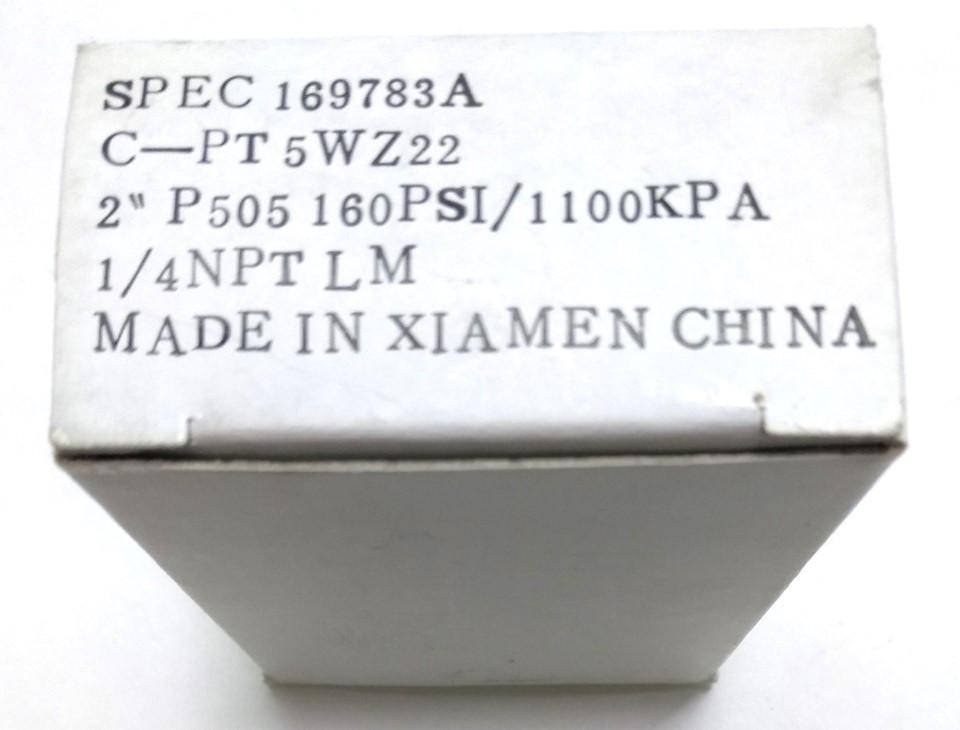 SPEC 169783A
C—PT 5WZ22
2" P505 160PSI/1100KPA
1/4NPT LM
MADE IN XIAMEN CHINA